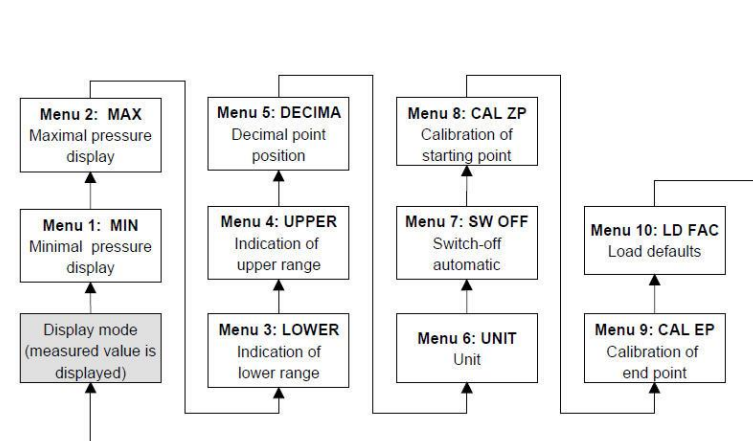 Menu 2: MAX
Maximal pressure
display
Menu 1: MIN
Minimal pressure
display
Display mode
(measured value is
displayed)
Menu 5: DECIMA
Decimal point
position
Menu 4: UPPER
Indication of
upper range
Menu 3: LOWER
Indication of
lower range
Menu 8: CAL ZP
Calibration of
starting point
Menu 7: SW OFF
Switch-off
automatic
Menu 6: UNIT
Unit
Menu 10: LD FAC
Load defaults
Menu 9: CAL EP
Calibration of
end point